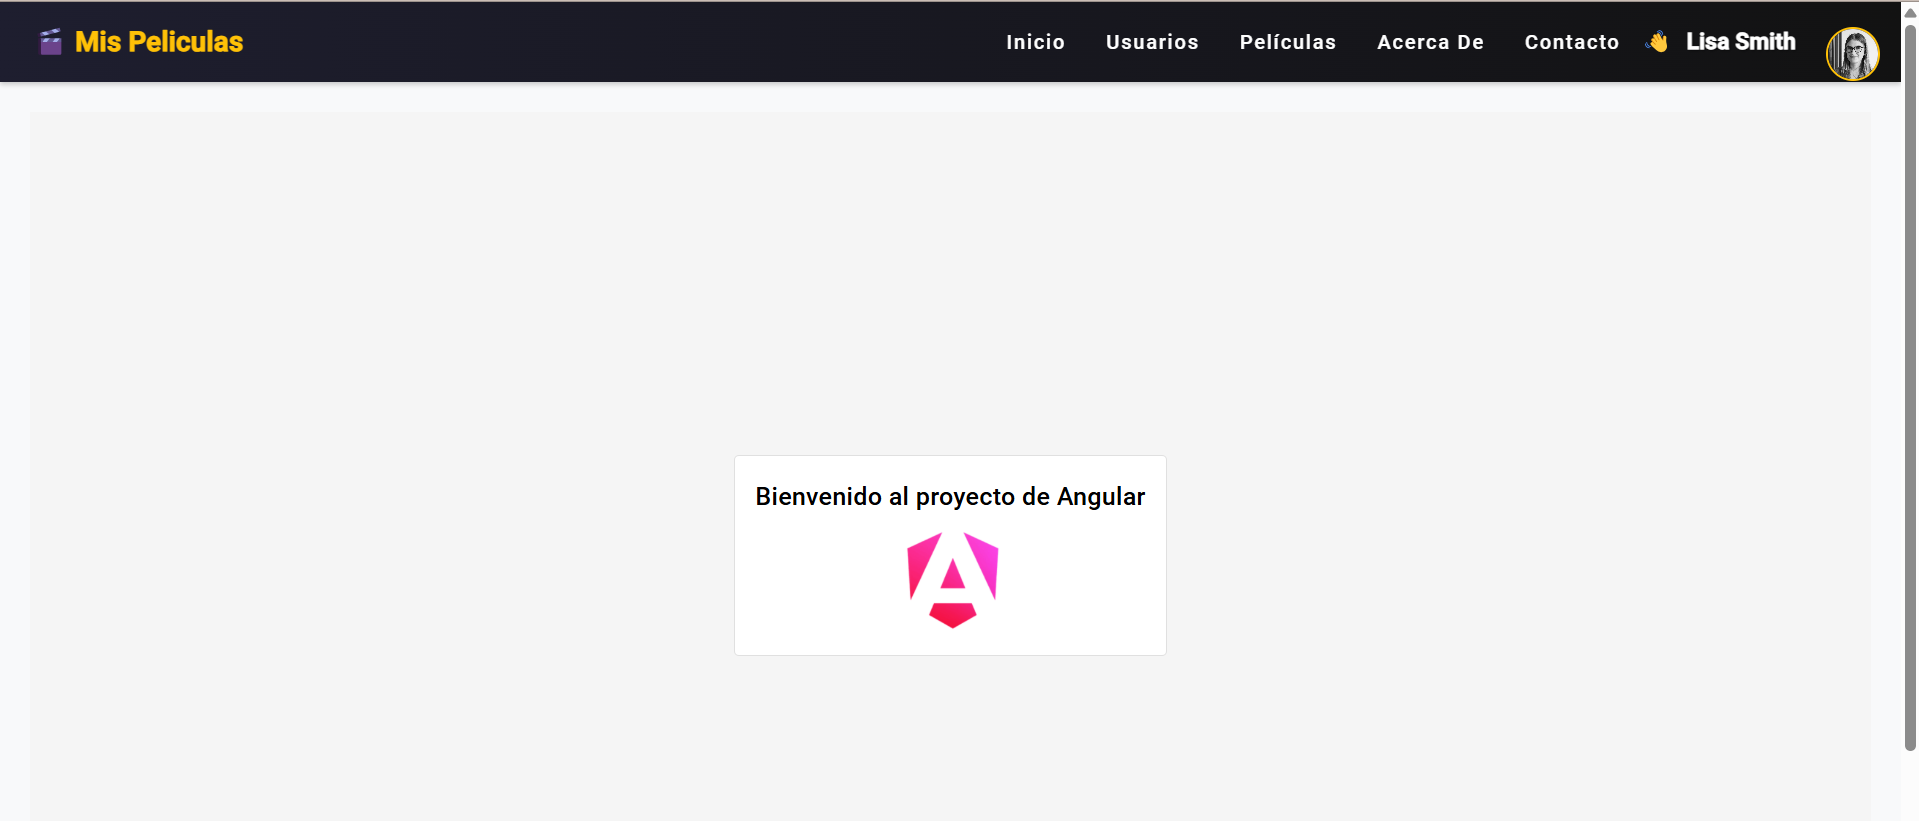 Mis Peliculas
Inicio Usuarios Películas Acerca De Contacto Lisa Smith
Bienvenido al proyecto de Angular